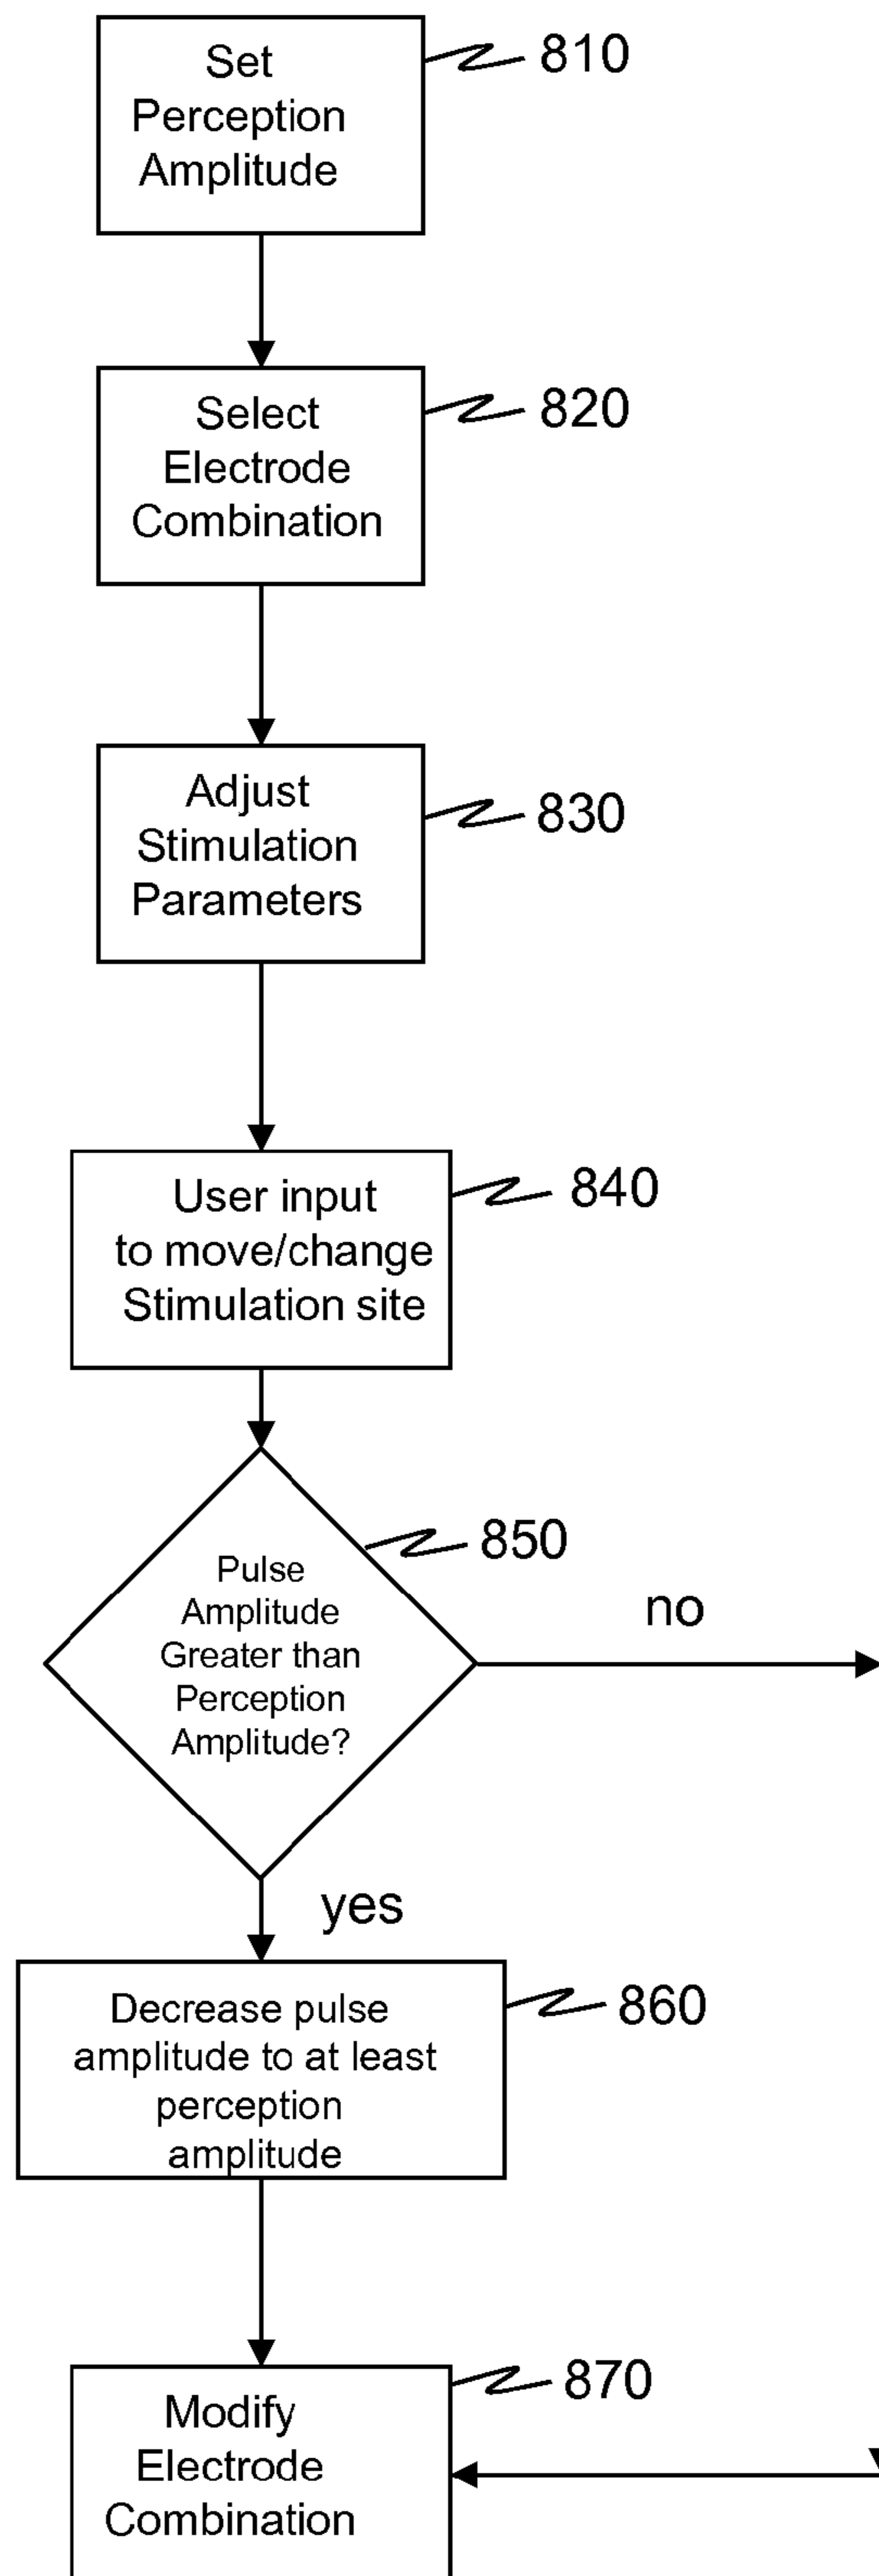 Set
Perception
Amplitude
810
Select
Electrode
Combination
820
Adjust
Stimulation
Parameters
830
User input
to move/change
Stimulation site
840
Pulse
Amplitude
Greater than
Perception
Amplitude?
850
no
yes
Decrease pulse
amplitude to at least
perception
amplitude
860
Modify
Electrode
Combination
870